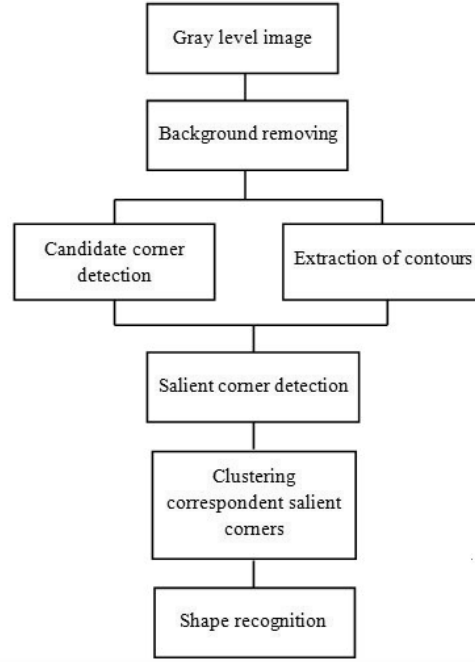 Gray level image
Background removing
Candidate corner
detection
Extraction of contours
Salient corner detection
Clustering
correspondent salient
corners
Shape recognition